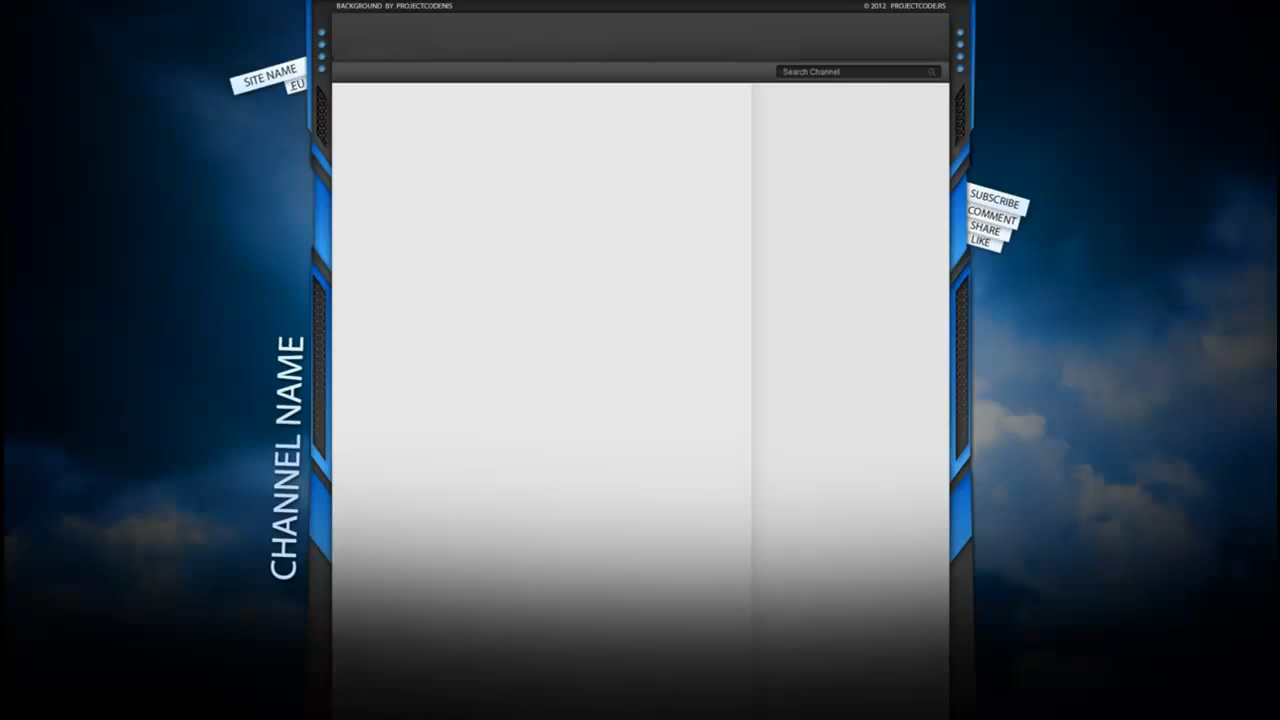 BACKGROUND BY PROJECTCODENIS
© 2012 PROJECTCODE.RS
Search Channel
SITE NAME
.EU
SUBSCRIBE
COMMENT
SHARE
LIKE
CHANNEL NAME